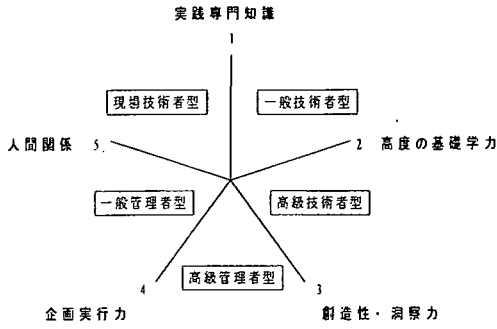 実践専門知識
1
現想技術者型
一般技術者型
人間関係 5
2 高度の基礎学力
一般管理者型
高級技術者型
高級管理者型
4
3
企画実行力
創造性・洞察力